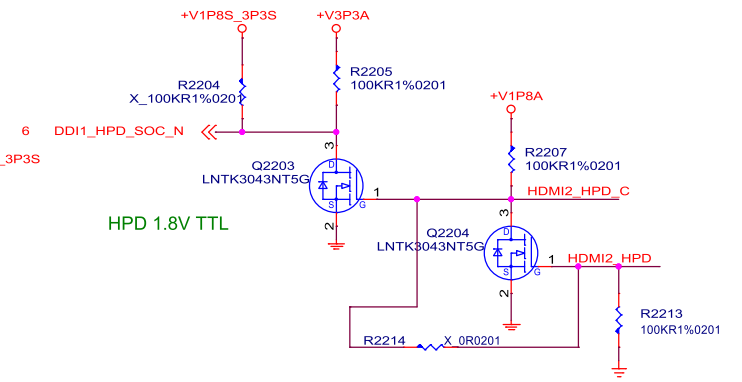 +V1P8S_3P3S
+V3P3A
R2204
X_100KR1%0201
R2205
100KR1%0201
+V1P8A
6 DDI1_HPD_SOC_N
_3P3S
3
Q2203
LNTK3043NT5G
D
S
G
1
2
R2207
100KR1%0201
HDMI2_HPD_C
HPD 1.8V TTL
3
Q2204
LNTK3043NT5G
D
S
G
1
2
HDMI2_HPD
R2213
100KR1%0201
R2214 X_0R0201